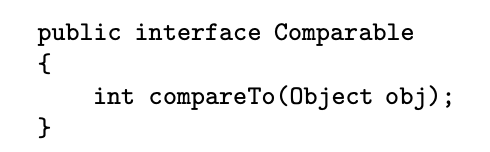 public interface Comparable
{
    int compareTo(Object obj);
}